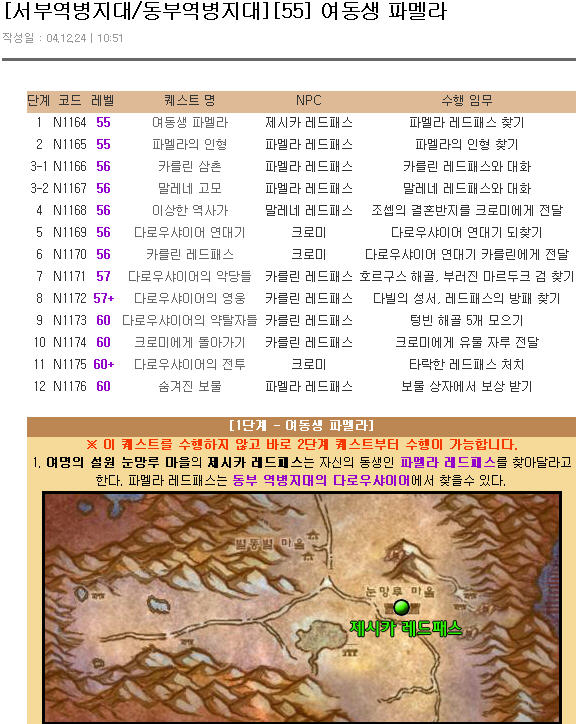 [서부역병지대/동부역병지대][55] 여동생 파멜라
작성일 : 04.12.24 | 10:51
단계 코드 레벨 퀘스트 명 NPC 수행 임무
1 N1164 55 여동생 파멜라 제시카 레드패스 파멜라 레드패스 찾기
2 N1165 55 파멜라의 인형 파멜라 레드패스 파멜라의 인형 찾기
3-1 N1166 56 카를린 삼촌 파멜라 레드패스 카를린 레드패스와 대화
3-2 N1167 56 말레네 고모 파멜라 레드패스 말레네 레드패스와 대화
4 N1168 56 이상한 역사가 말레네 레드패스 조셉의 결혼반지를 크로미에게 전달
5 N1169 56 다로우샤이어 연대기 크로미 다로우샤이어 연대기 되찾기
6 N1170 56 카를린 레드패스 크로미 다로우샤이어 연대기 카를린에게 전달
7 N1171 57 다로우샤이어의 악당들 카를린 레드패스 호르구스 해골, 부러진 마르두크 검 찾기
8 N1172 57+ 다로우샤이어의 영웅 카를린 레드패스 다빌의 성서, 레드패스의 방패 찾기
9 N1173 60 다로우샤이어의 약탈자들 카를린 레드패스 텅빈 해골 5개 모으기
10 N1174 60 크로미에게 돌아가기 카를린 레드패스 크로미에게 유물 자루 전달
11 N1175 60+ 다로우샤이어의 전투 크로미 타락한 레드패스 처치
12 N1176 60 숨겨진 보물 파멜라 레드패스 보물 상자에서 보상 받기
[1단계 - 여동생 파멜라]
※ 이 퀘스트를 수행하지 않고 바로 2단계 퀘스트부터 수행이 가능합니다.
1. 여명의 설원 눈망루 마을의 제시카 레드패스는 자신의 동생인 파멜라 레드패스를 찾아달라고
한다. 파멜라 레드패스는 동부 역병지대의 다로우샤이어에서 찾을수 있다.
별똥별 마을
눈망루 마을
제시카 레드패스